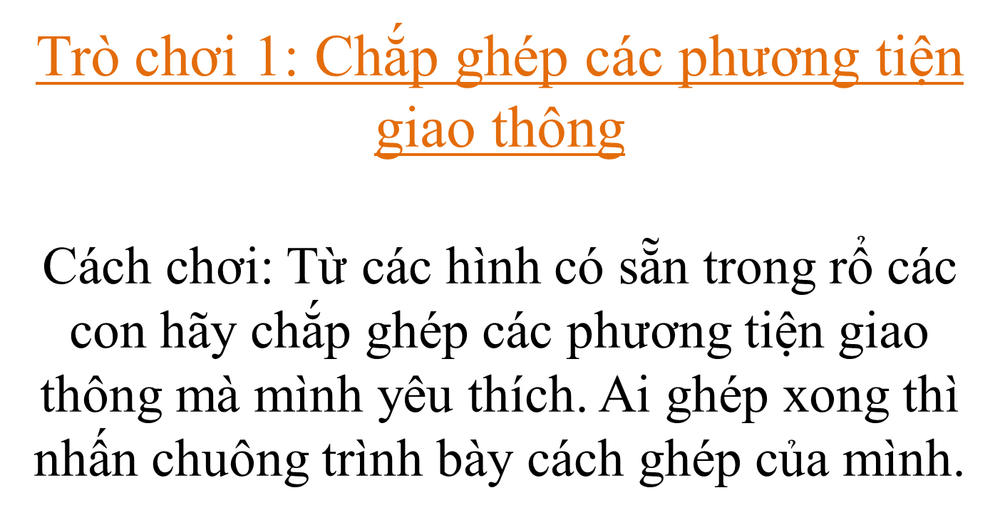 Trò chơi 1: Chắp ghép các phương tiện
giao thông
Cách chơi: Từ các hình có sẵn trong rổ các
con hãy chắp ghép các phương tiện giao
thông mà mình yêu thích. Ai ghép xong thì
nhấn chuông trình bày cách ghép của mình.